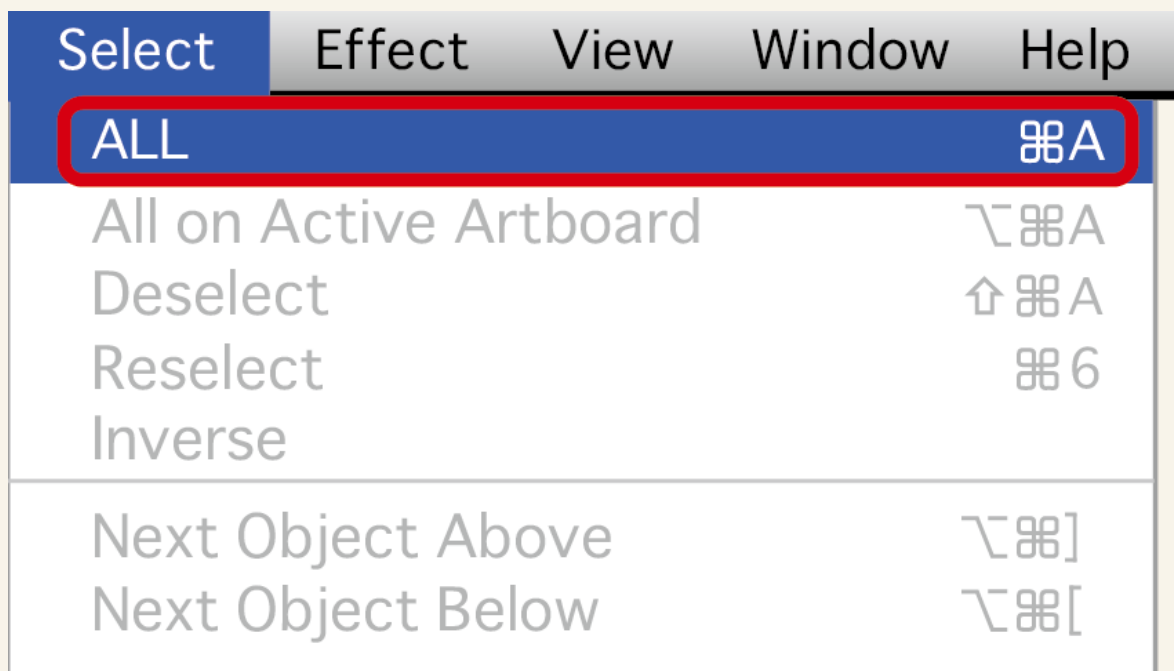 Select Effect View Window Help
ALL ⌘A
All on Active Artboard ⌥⌘A
Deselect ⇧⌘A
Reselect ⌘6
Inverse
Next Object Above ⌥⌘]
Next Object Below ⌥⌘[